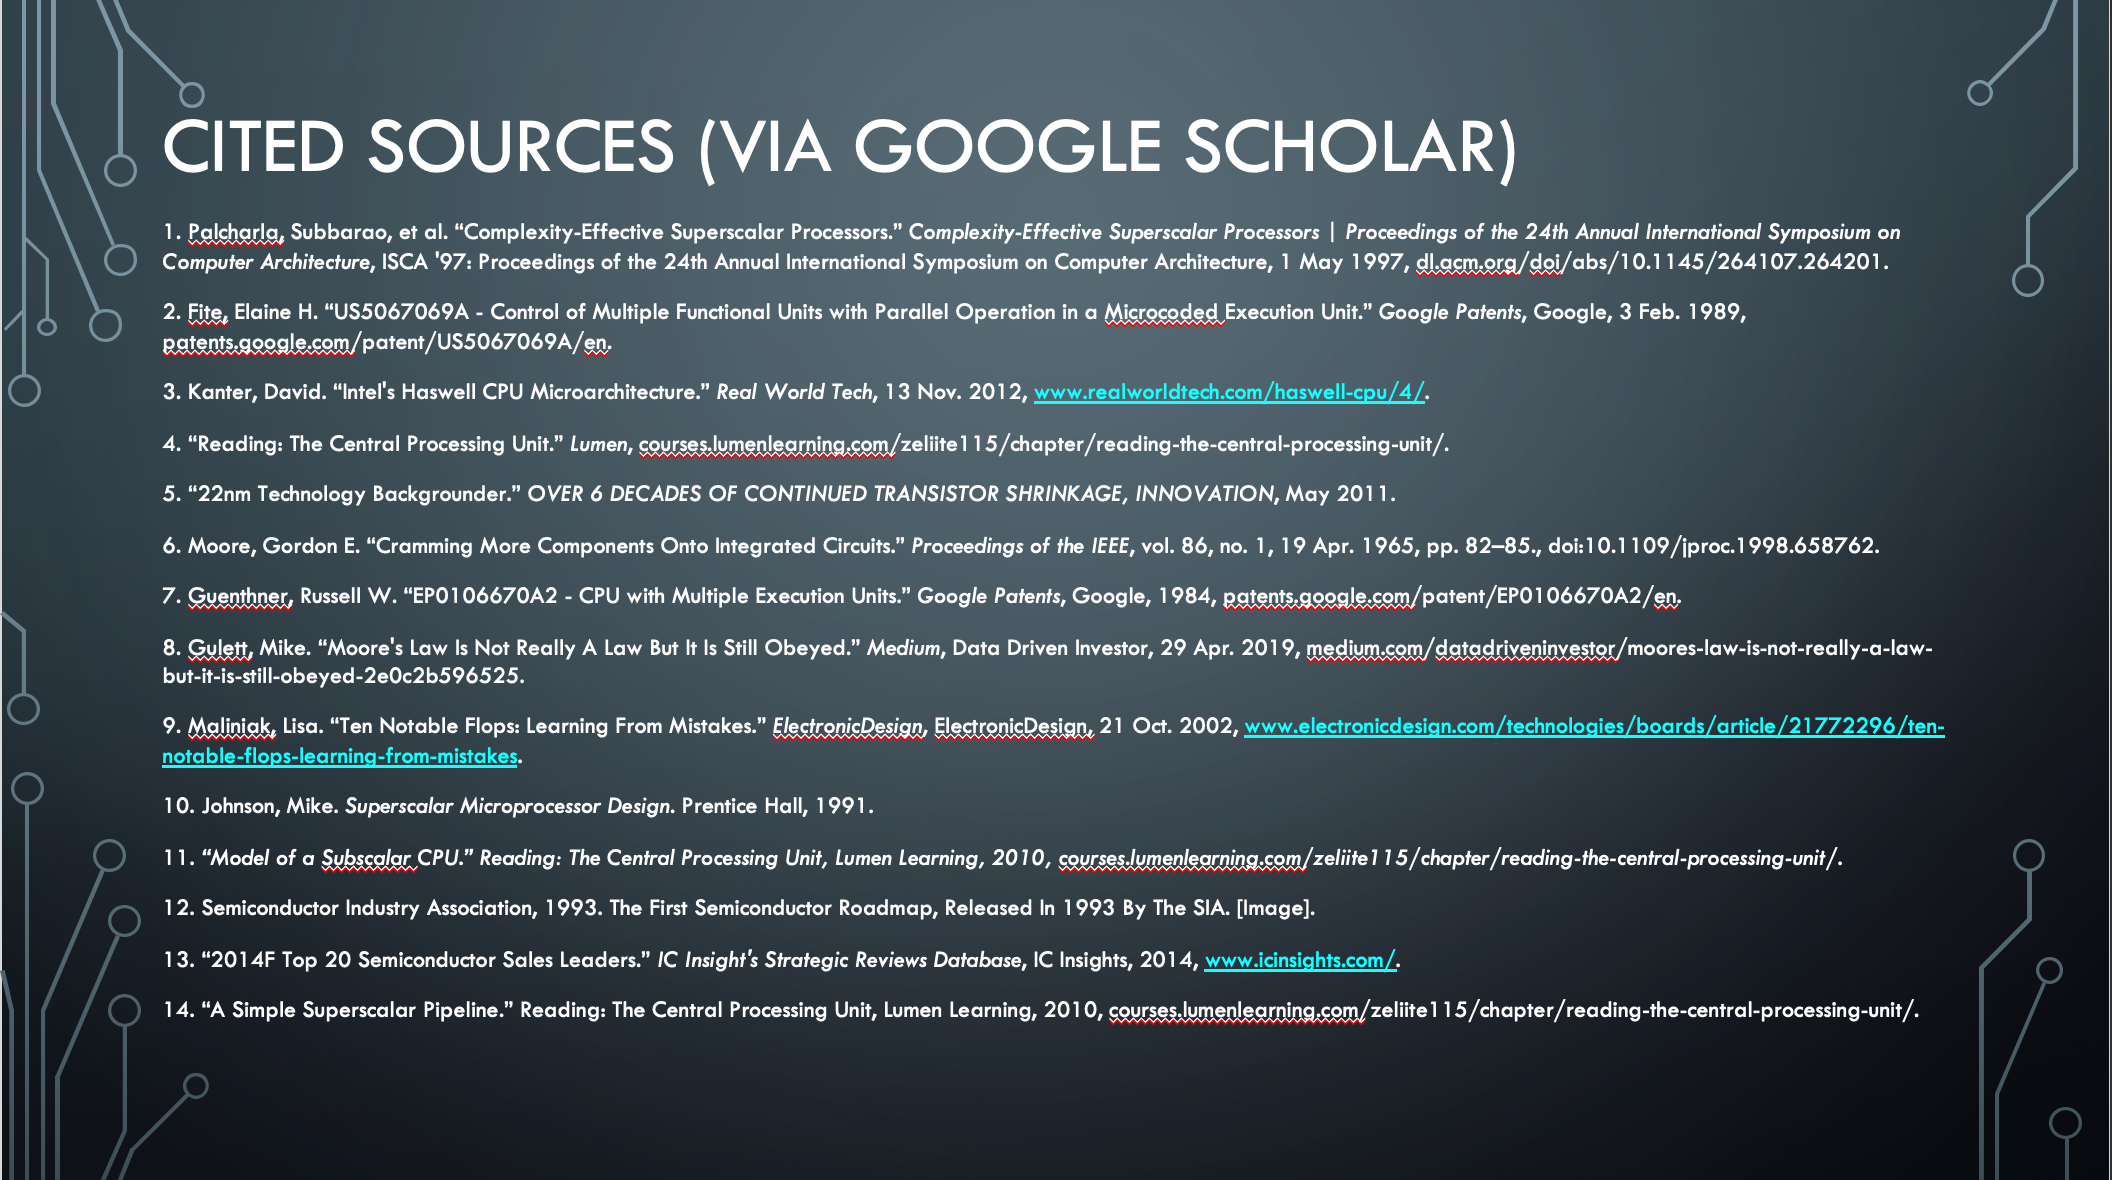 CITED SOURCES (VIA GOOGLE SCHOLAR)
1. Palcharla, Subbarao, et al. “Complexity-Effective Superscalar Processors.” Complexity-Effective Superscalar Processors | Proceedings of the 24th Annual International Symposium on
Computer Architecture, ISCA '97: Proceedings of the 24th Annual International Symposium on Computer Architecture, 1 May 1997, dl.acm.org/doi/abs/10.1145/264107.264201.
2. Fite, Elaine H. “US5067069A - Control of Multiple Functional Units with Parallel Operation in a Microcoded Execution Unit.” Google Patents, Google, 3 Feb. 1989,
patents.google.com/patent/US5067069A/en.
3. Kanter, David. “Intel's Haswell CPU Microarchitecture.” Real World Tech, 13 Nov. 2012, www.realworldtech.com/haswell-cpu/4/.
4. “Reading: The Central Processing Unit.” Lumen, courses.lumenlearning.com/zeliite115/chapter/reading-the-central-processing-unit/.
5. “22nm Technology Backgrounder.” OVER 6 DECADES OF CONTINUED TRANSISTOR SHRINKAGE, INNOVATION, May 2011.
6. Moore, Gordon E. “Cramming More Components Onto Integrated Circuits.” Proceedings of the IEEE, vol. 86, no. 1, 19 Apr. 1965, pp. 82–85., doi:10.1109/jproc.1998.658762.
7. Guenthner, Russell W. “EP0106670A2 - CPU with Multiple Execution Units.” Google Patents, Google, 1984, patents.google.com/patent/EP0106670A2/en.
8. Gulett, Mike. “Moore's Law Is Not Really A Law But It Is Still Obeyed.” Medium, Data Driven Investor, 29 Apr. 2019, medium.com/datadriveninvestor/moores-law-is-not-really-a-law-
but-it-is-still-obeyed-2e0c2b596525.
9. Maliniak, Lisa. “Ten Notable Flops: Learning From Mistakes.” ElectronicDesign, ElectronicDesign, 21 Oct. 2002, www.electronicdesign.com/technologies/boards/article/21772296/ten-
notable-flops-learning-from-mistakes.
10. Johnson, Mike. Superscalar Microprocessor Design. Prentice Hall, 1991.
11. “Model of a Subscalar CPU.” Reading: The Central Processing Unit, Lumen Learning, 2010, courses.lumenlearning.com/zeliite115/chapter/reading-the-central-processing-unit/.
12. Semiconductor Industry Association, 1993. The First Semiconductor Roadmap, Released In 1993 By The SIA. [Image].
13. “2014F Top 20 Semiconductor Sales Leaders.” IC Insight's Strategic Reviews Database, IC Insights, 2014, www.icinsights.com/.
14. “A Simple Superscalar Pipeline.” Reading: The Central Processing Unit, Lumen Learning, 2010, courses.lumenlearning.com/zeliite115/chapter/reading-the-central-processing-unit/.